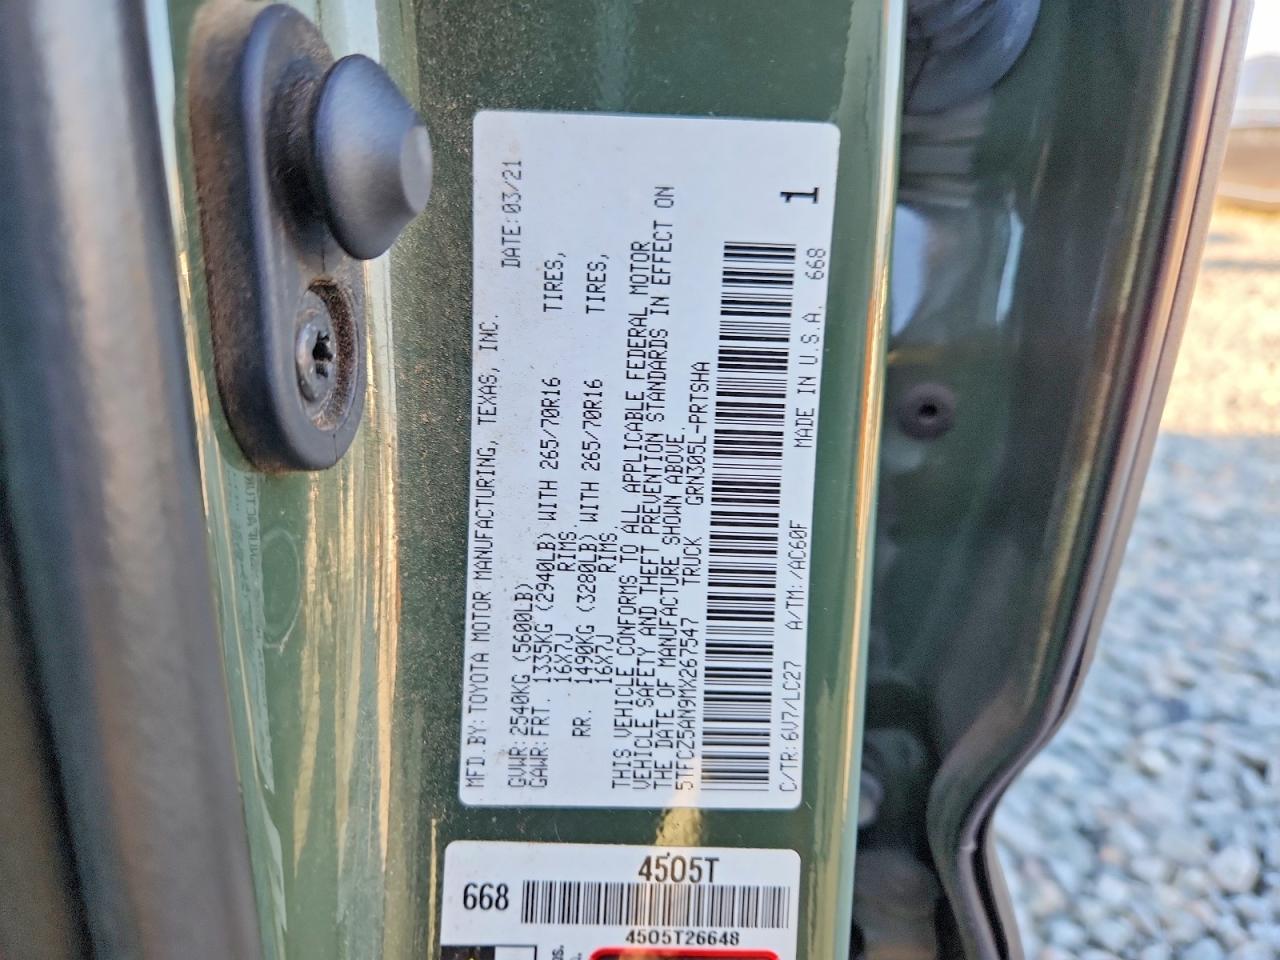 MFD.BY:TOYOTA MOTOR MANUFACTURING, TEXAS, INC.
DATE:03/21
GVWR:2540KG(5600LB)
GAWR:FRT. 1335KG (2940LB) WITH 265/70R16 TIRES,
16X7J RIMS.
RR. 1490KG (3280LB) WITH 265/70R16 TIRES,
16X7J RIMS.
THIS VEHICLE CONFORMS TO ALL APPLICABLE FEDERAL MOTOR
VEHICLE SAFETY AND THEFT PREVENTION STANDARDS IN EFFECT ON
THE DATE OF MANUFACTURE SHOWN ABOVE.
5TFCZ5AN9MX267547 TRUCK GRN305L-PRTSHA
1
C/TR:6V7/LC27 A/TM:/AC60F MADE IN U.S.A. 668
4505T
668
4505T26648